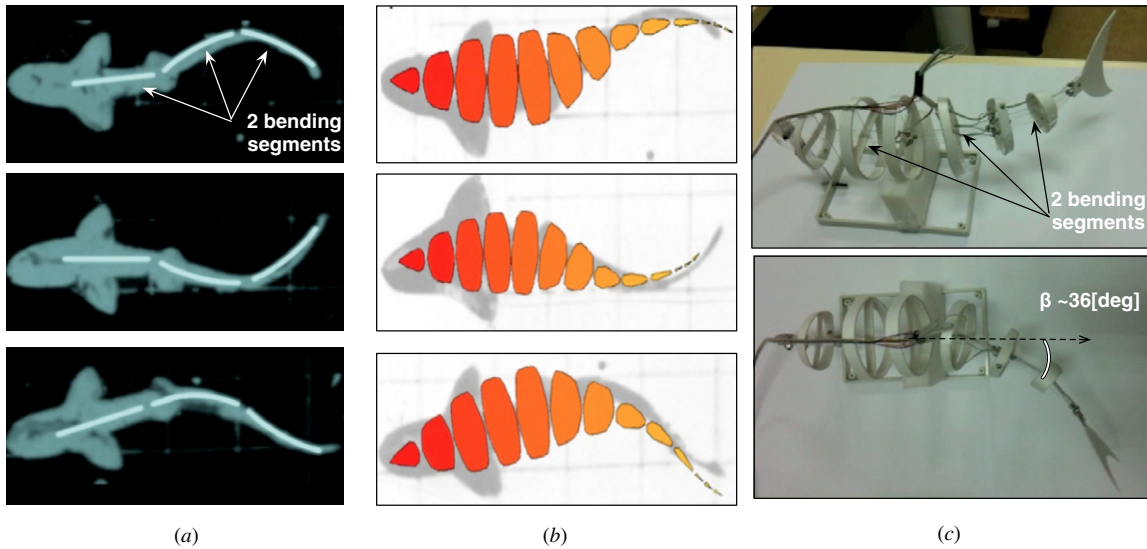 2 bending
segments
2 bending
segments
β ~36[deg]
(a)
(b)
(c)